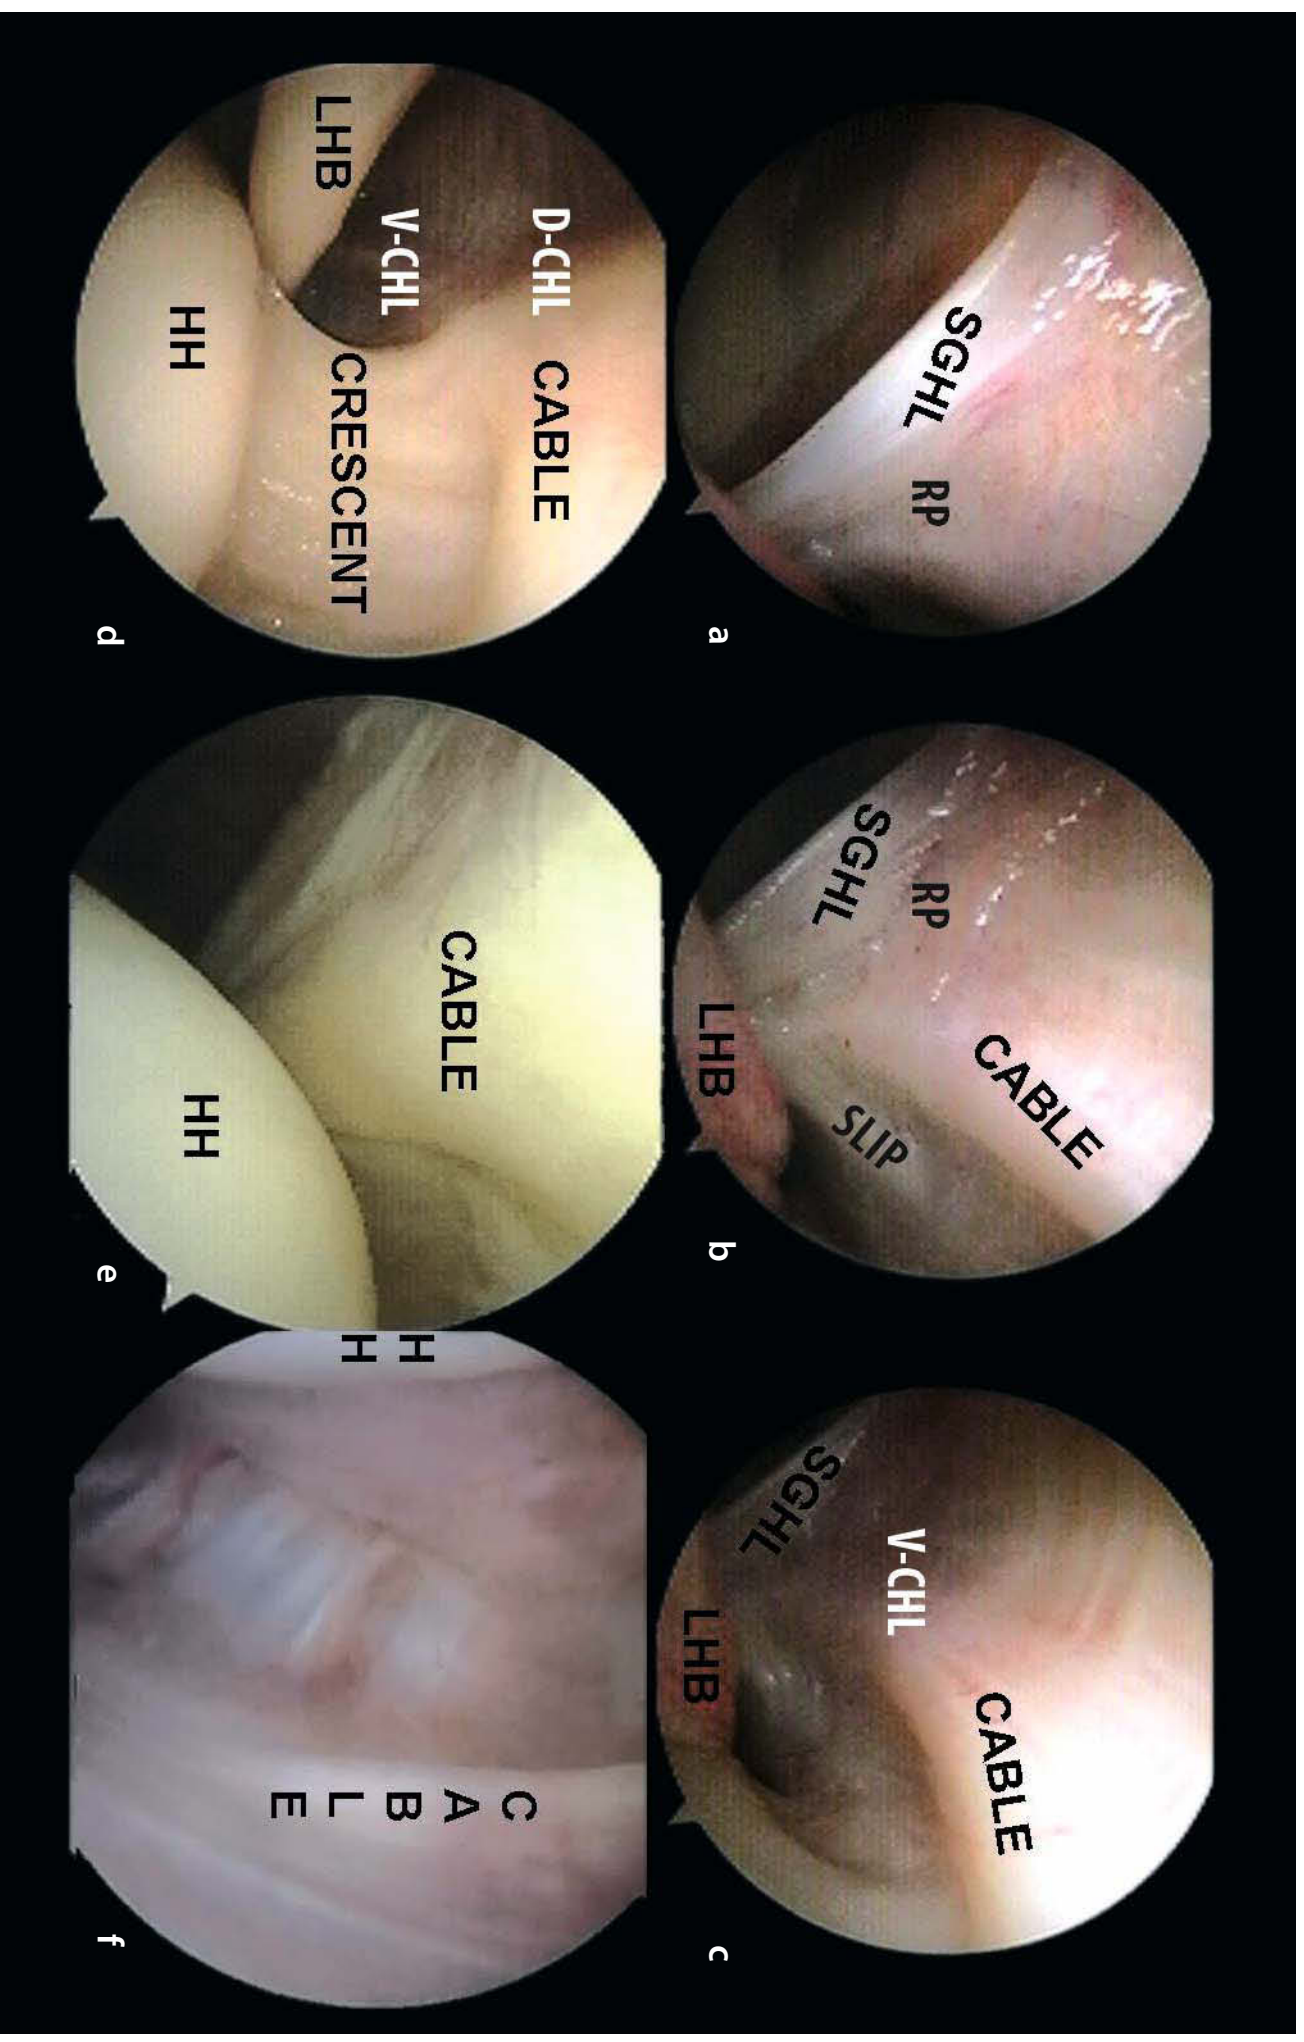 SGHL
RP
a
SGHL
RP
LHB
CABLE
SLIP
b
SGHL
V-CHL
LHB
CABLE
c
LHB
V-CHL
D-CHL
HH
CRESCENT
CABLE
d
CABLE
HH
e
HH
CABLE
f